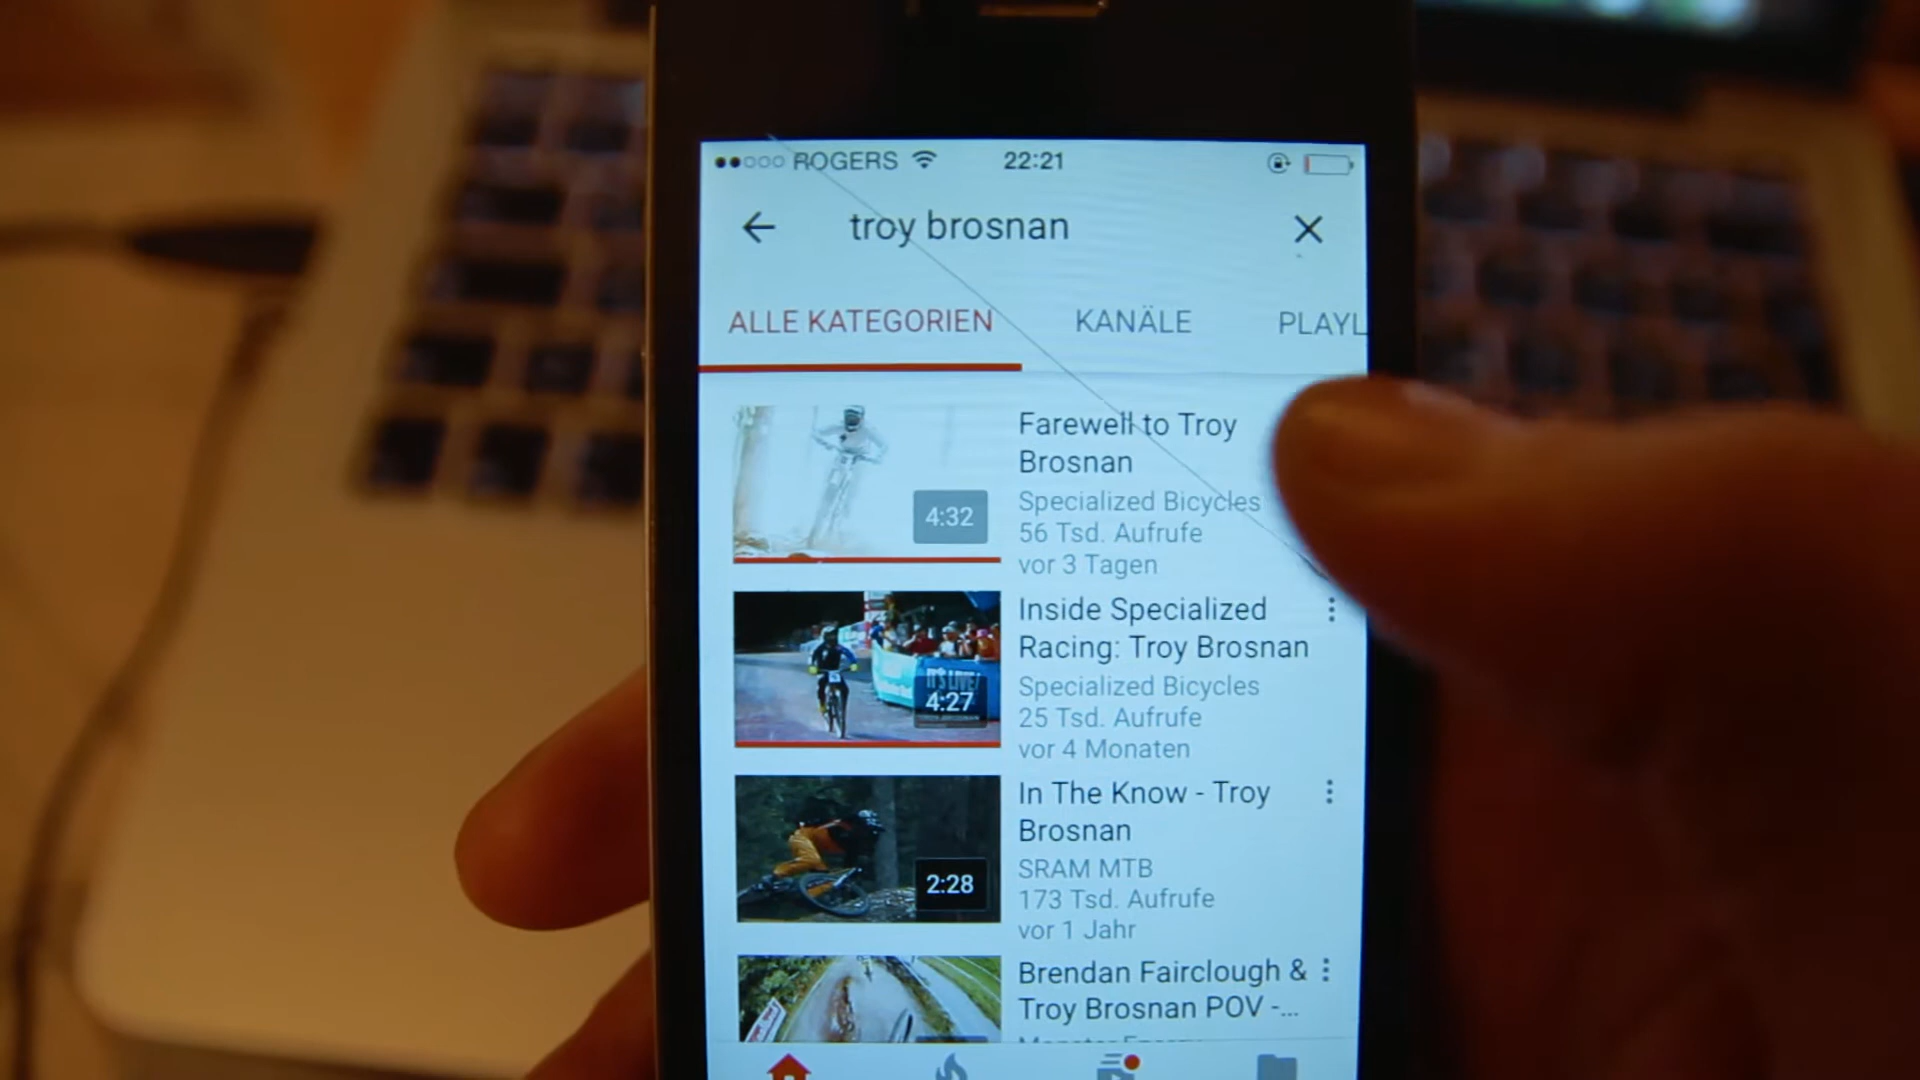 ROGERS 22:21
troy brosnan
ALLE KATEGORIEN KANÄLE PLAYL
4:32
Farewell to Troy
Brosnan
Specialized Bicycles
56 Tsd. Aufrufe
vor 3 Tagen
IT'S LIVE!
4:27
Inside Specialized
Racing: Troy Brosnan
Specialized Bicycles
25 Tsd. Aufrufe
vor 4 Monaten
2:28
In The Know - Troy
Brosnan
SRAM MTB
173 Tsd. Aufrufe
vor 1 Jahr
Brendan Fairclough &
Troy Brosnan POV -...